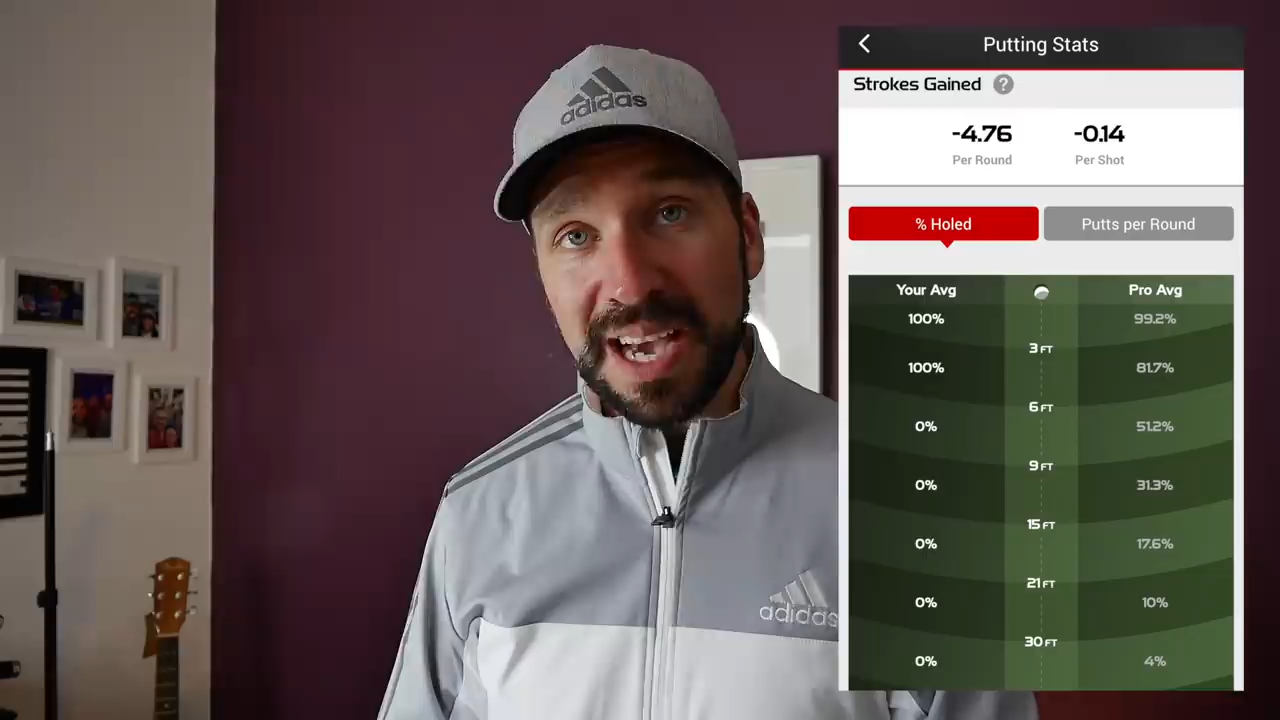 adidas
adidas
Putting Stats
Strokes Gained ?
-4.76 -0.14
Per Round Per Shot
% Holed Putts per Round
Your Avg Pro Avg
100% 99.2%
3 FT
100% 81.7%
6 FT
0% 51.2%
9 FT
0% 31.3%
15 FT
0% 17.6%
21 FT
0% 10%
30 FT
0% 4%